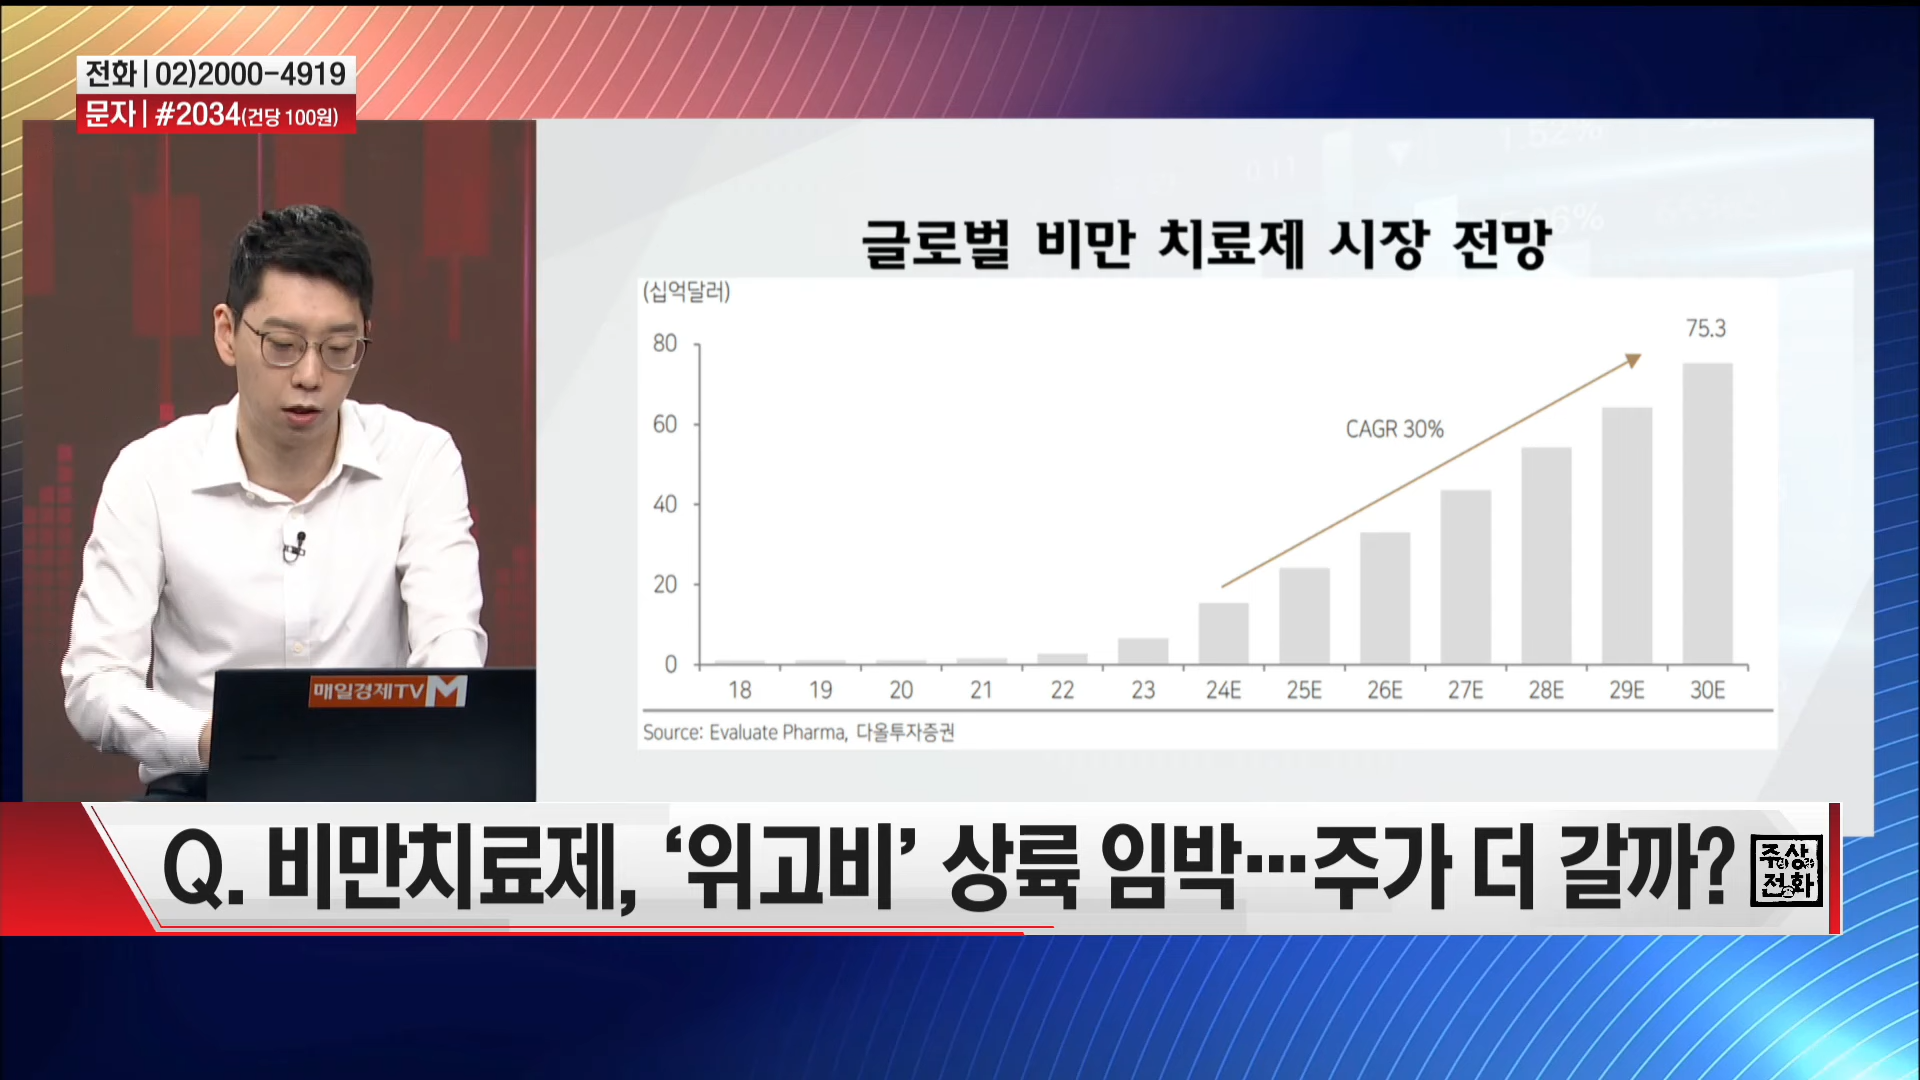 전화 | 02)2000-4919
문자 | #2034(건당 100원)
글로벌 비만 치료제 시장 전망
(십억달러)
75.3
80
60
CAGR 30%
40
20
0
18 19 20 21 22 23 24E 25E 26E 27E 28E 29E 30E
Source: Evaluate Pharma, 다올투자증권
매일경제TV M
Q. 비만치료제, ‘위고비’ 상륙 임박…주가 더 갈까?
주상
전화